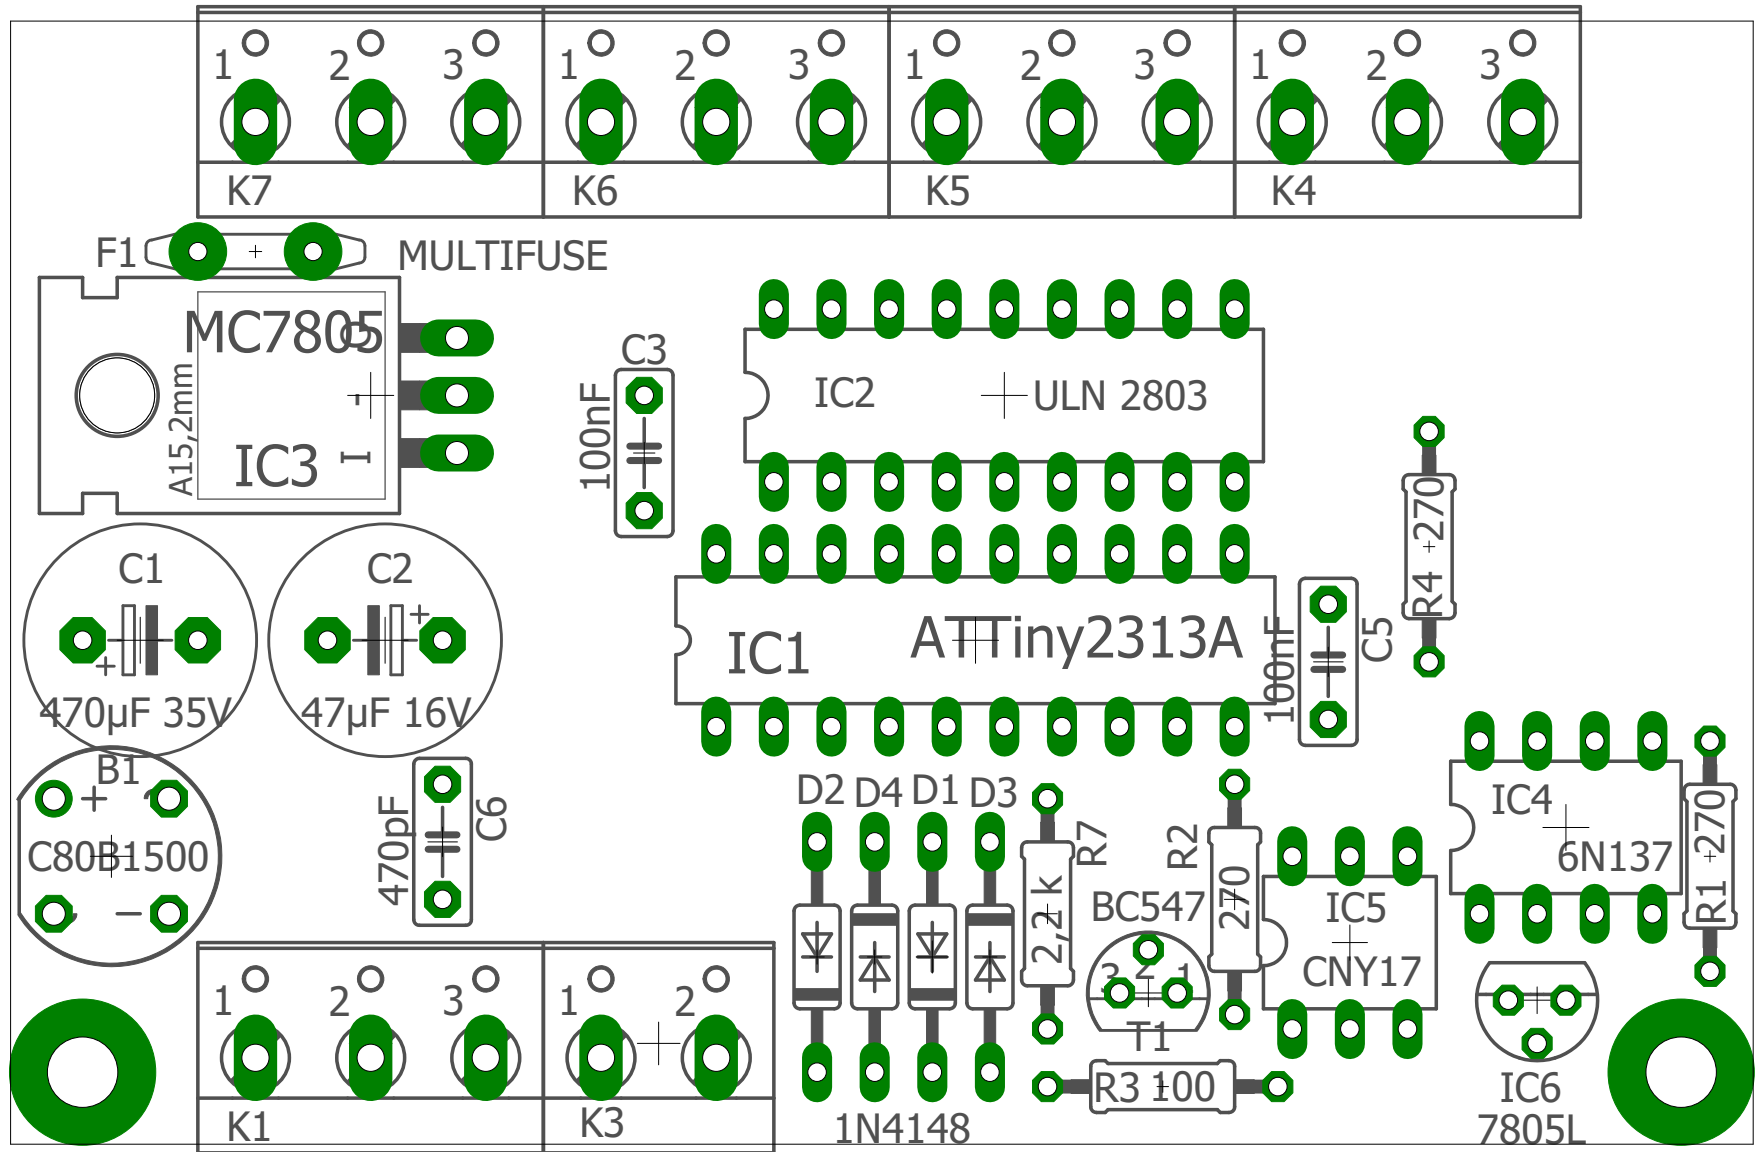 1 2 3 1 2 3 1 2 3 1 2 3
K7 K6 K5 K4
F1 MULTIFUSE
MC7805 O
A15,2mm
-
IC3 I
C3
100nF
IC2 ULN 2803
270
R4
C1 C2
+ +
470µF 35V 47µF 16V
IC1 ATTiny2313A
100nF
C5
B1
+
C80B1500
-
470pF
C6
D2 D4 D1 D3
1N4148
R7
2,2 k
R2
270
BC547
3 2 1
T1
R3 100
IC5
CNY17
IC4
6N137
270
R1
IC6
7805L
1 2 3 1 2
K1 K3